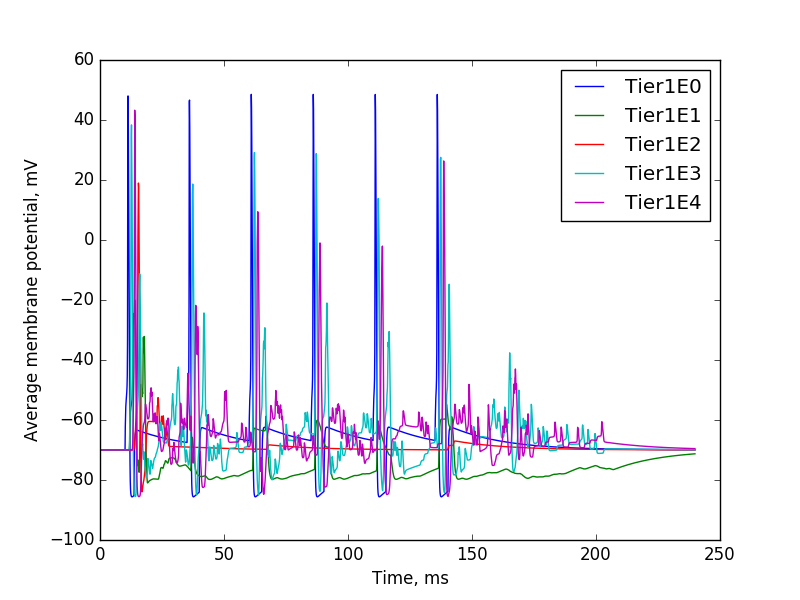 60
40
20
0
−20
−40
−60
−80
−100
Average membrane potential, mV
0
50
100
150
200
250
Time, ms
Tier1E0
Tier1E1
Tier1E2
Tier1E3
Tier1E4